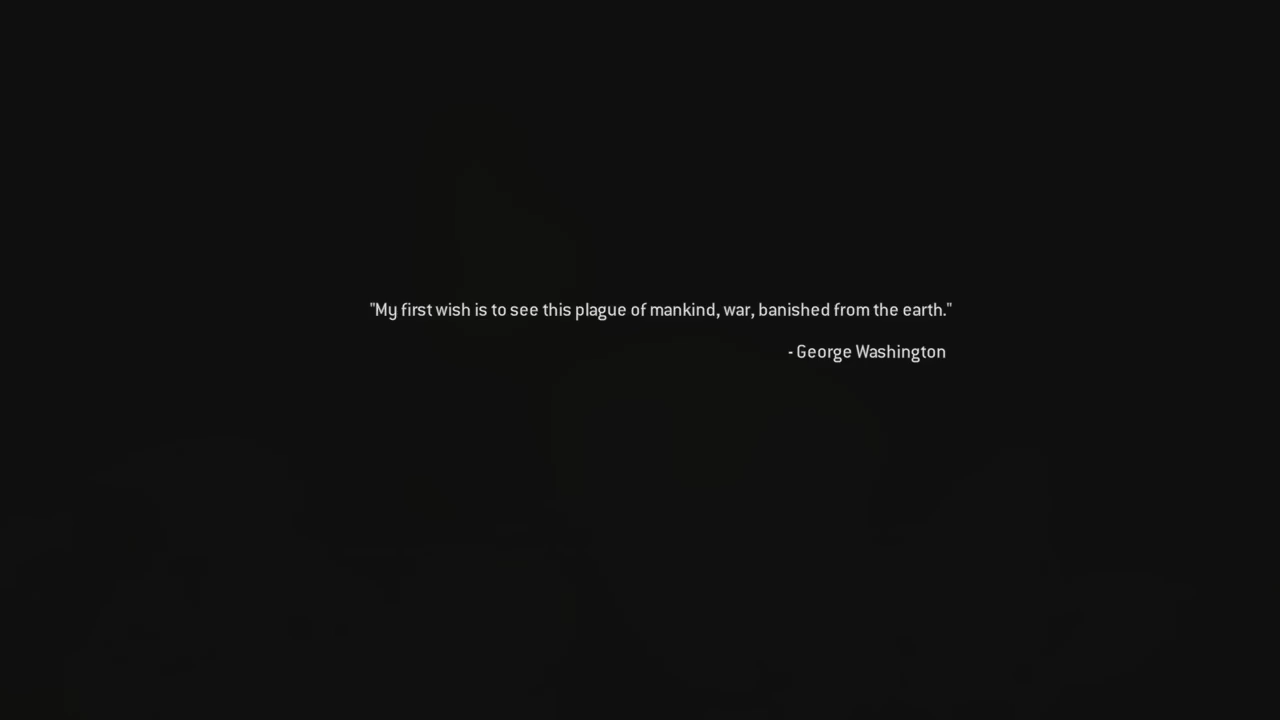 "My first wish is to see this plague of mankind, war, banished from the earth."
- George Washington